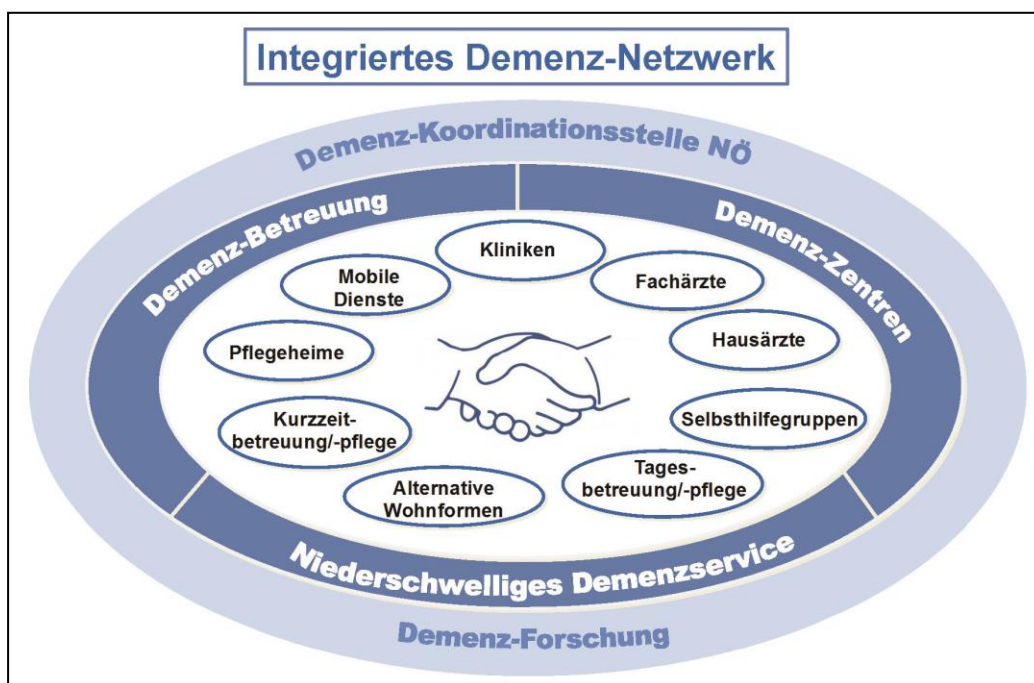 Integriertes Demenz-Netzwerk
Demenz-Koordinationsstelle NÖ
Demenz-Betreuung
Demenz-Zentren
Kliniken
Mobile
Dienste
Fachärzte
Pflegeheime
Hausärzte
Kurzzeit-
betreuung/-pflege
Selbsthilfegruppen
Alternative
Wohnformen
Tages-
betreuung/-pflege
Niederschwelliges Demenzservice
Demenz-Forschung